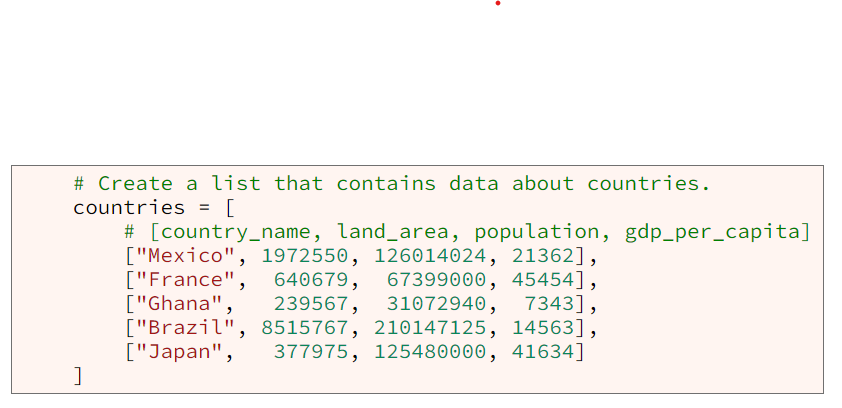 # Create a list that contains data about countries.
countries = [
    # [country_name, land_area, population, gdp_per_capita]
    ["Mexico", 1972550, 126014024, 21362],
    ["France",  640679,  67399000, 45454],
    ["Ghana",   239567,  31072940,  7343],
    ["Brazil", 8515767, 210147125, 14563],
    ["Japan",   377975, 125480000, 41634]
]